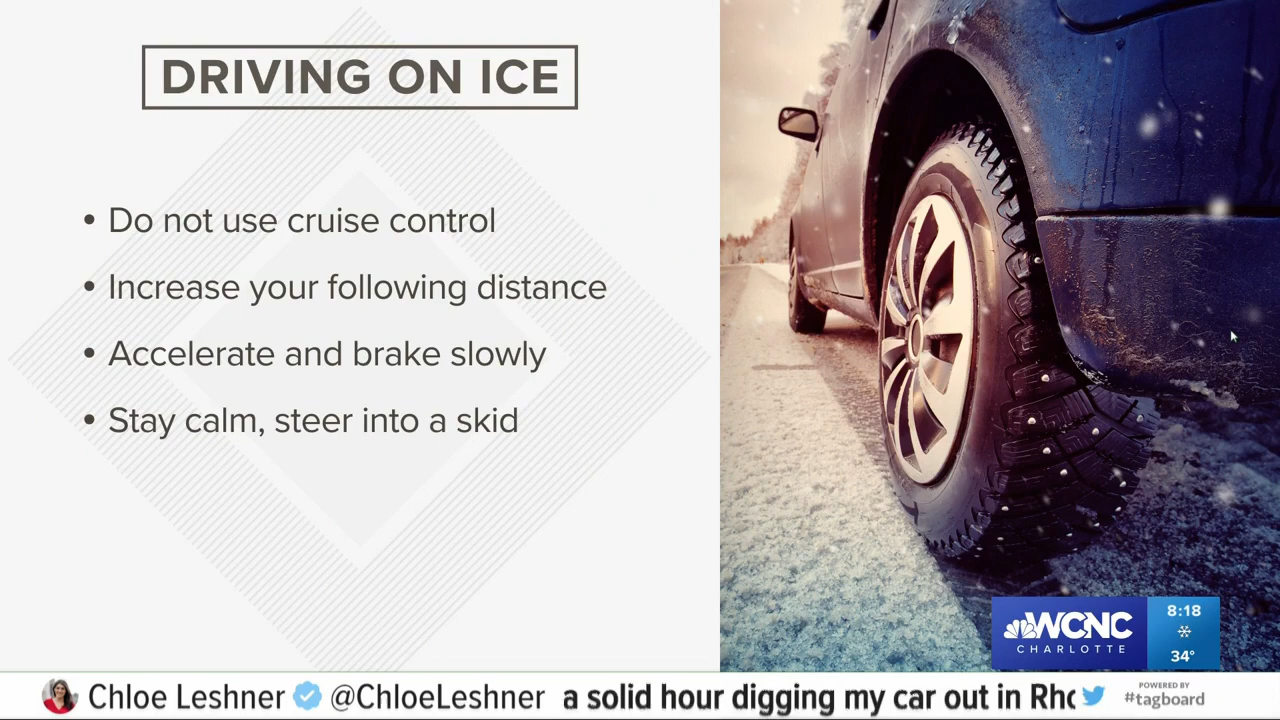 DRIVING ON ICE
• Do not use cruise control
• Increase your following distance
• Accelerate and brake slowly
• Stay calm, steer into a skid
WCNC
CHARLOTTE
8:18
34°
Chloe Leshner @ChloeLeshner a solid hour digging my car out in
POWERED BY
#tagboard